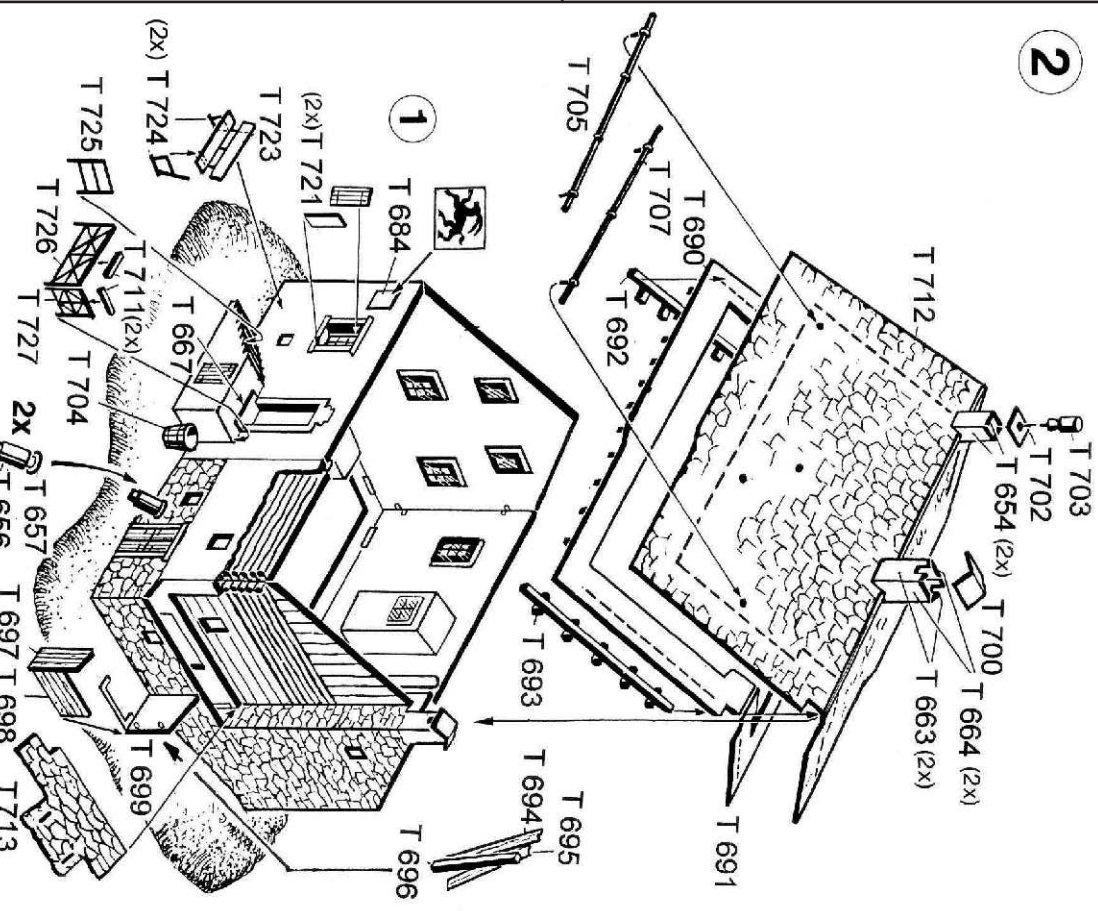 2
T 703
T 702
T 654 (2x)
T 700
T 664 (2x)
T 663 (2x)
T 712
T 705
T 707
T 690
T 692
T 693
T 691
1
T 684
(2x) T 721
T 723
(2x) T 724
T 725
T 726
T 711 (2x)
T 727
T 667
T 704
2x
T 657
T 656
T 695
T 694
T 696
T 699
T 697
T 698
T 713